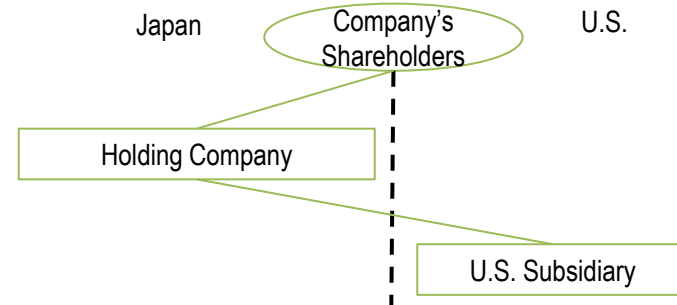 Japan
Company’s
Shareholders
U.S.
Holding Company
U.S. Subsidiary